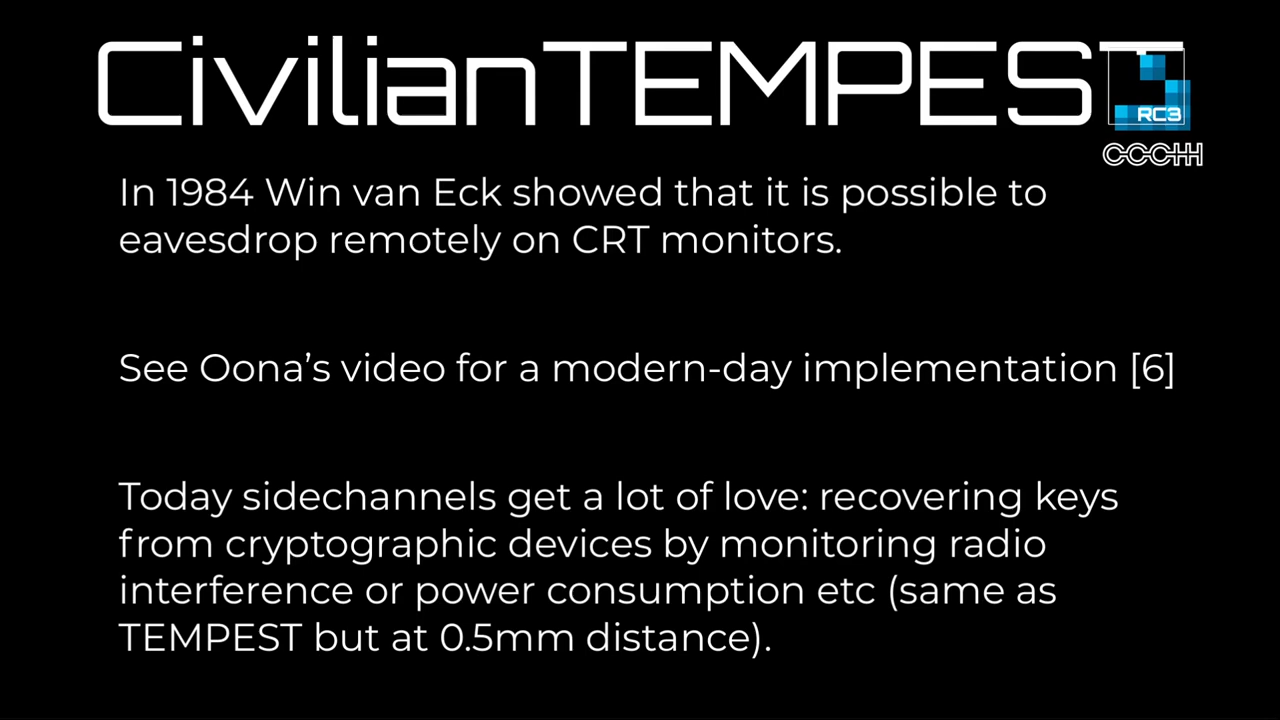 CivilianTEMPEST
RC3
CCCHH
In 1984 Win van Eck showed that it is possible to
eavesdrop remotely on CRT monitors.
See Oona’s video for a modern-day implementation [6]
Today sidechannels get a lot of love: recovering keys
from cryptographic devices by monitoring radio
interference or power consumption etc (same as
TEMPEST but at 0.5mm distance).